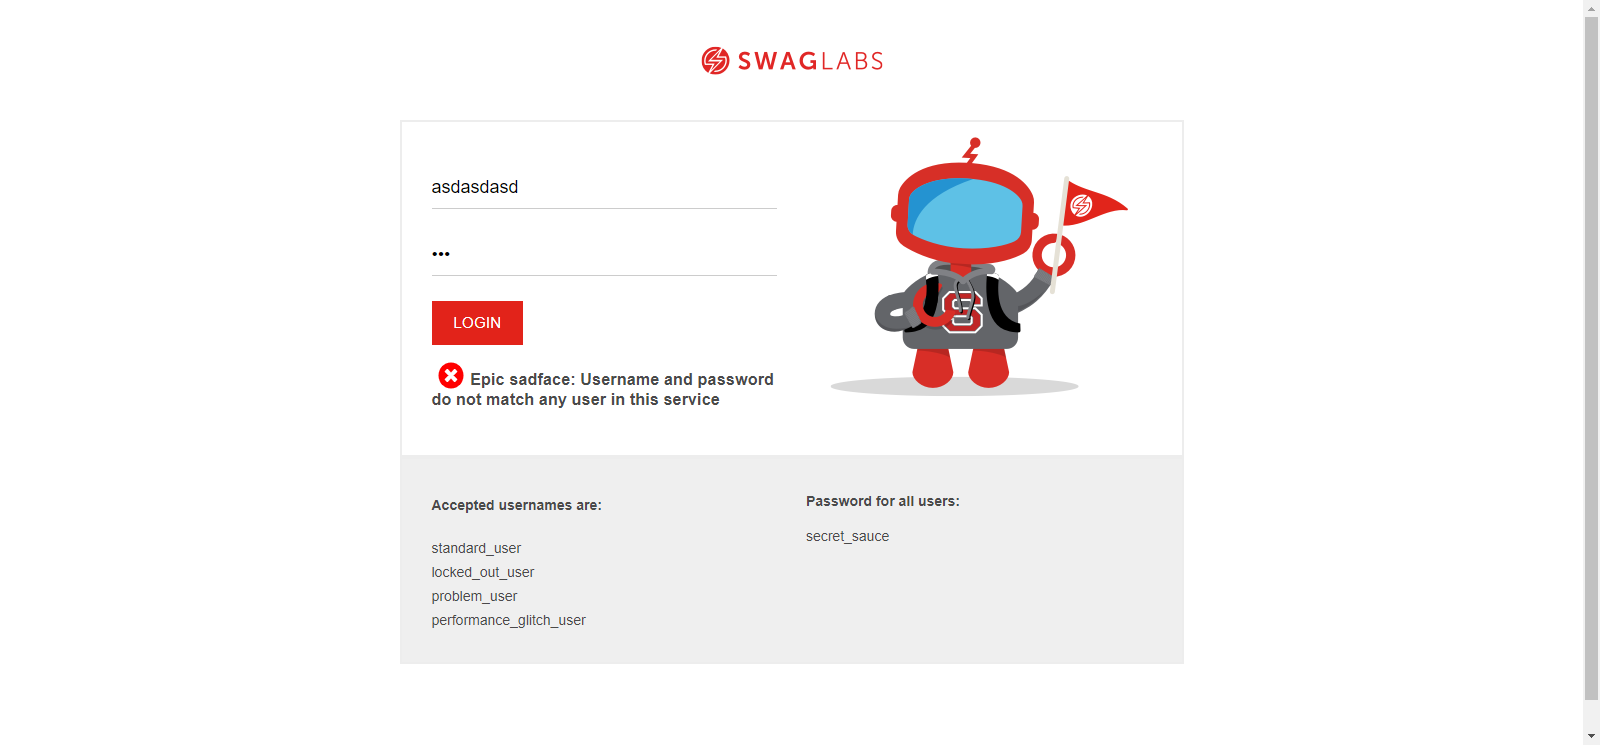 SWAGLABS
asdasdasd
•••
LOGIN
Epic sadface: Username and password
do not match any user in this service
S
Accepted usernames are:
standard_user
locked_out_user
problem_user
performance_glitch_user
Password for all users:
secret_sauce